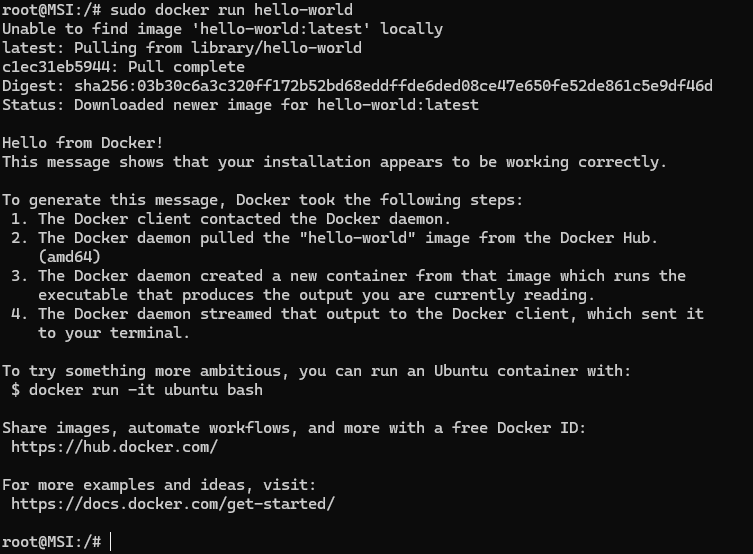 root@MSI:/# sudo docker run hello-world
Unable to find image 'hello-world:latest' locally
latest: Pulling from library/hello-world
c1ec31eb5944: Pull complete
Digest: sha256:03b30c6a3c320ff172b52bd68eddffde6ded08ce47e650fe52de861c5e9df46d
Status: Downloaded newer image for hello-world:latest

Hello from Docker!
This message shows that your installation appears to be working correctly.

To generate this message, Docker took the following steps:
 1. The Docker client contacted the Docker daemon.
 2. The Docker daemon pulled the "hello-world" image from the Docker Hub.
    (amd64)
 3. The Docker daemon created a new container from that image which runs the
    executable that produces the output you are currently reading.
 4. The Docker daemon streamed that output to the Docker client, which sent it
    to your terminal.

To try something more ambitious, you can run an Ubuntu container with:
 $ docker run -it ubuntu bash

Share images, automate workflows, and more with a free Docker ID:
 https://hub.docker.com/

For more examples and ideas, visit:
 https://docs.docker.com/get-started/

root@MSI:/#